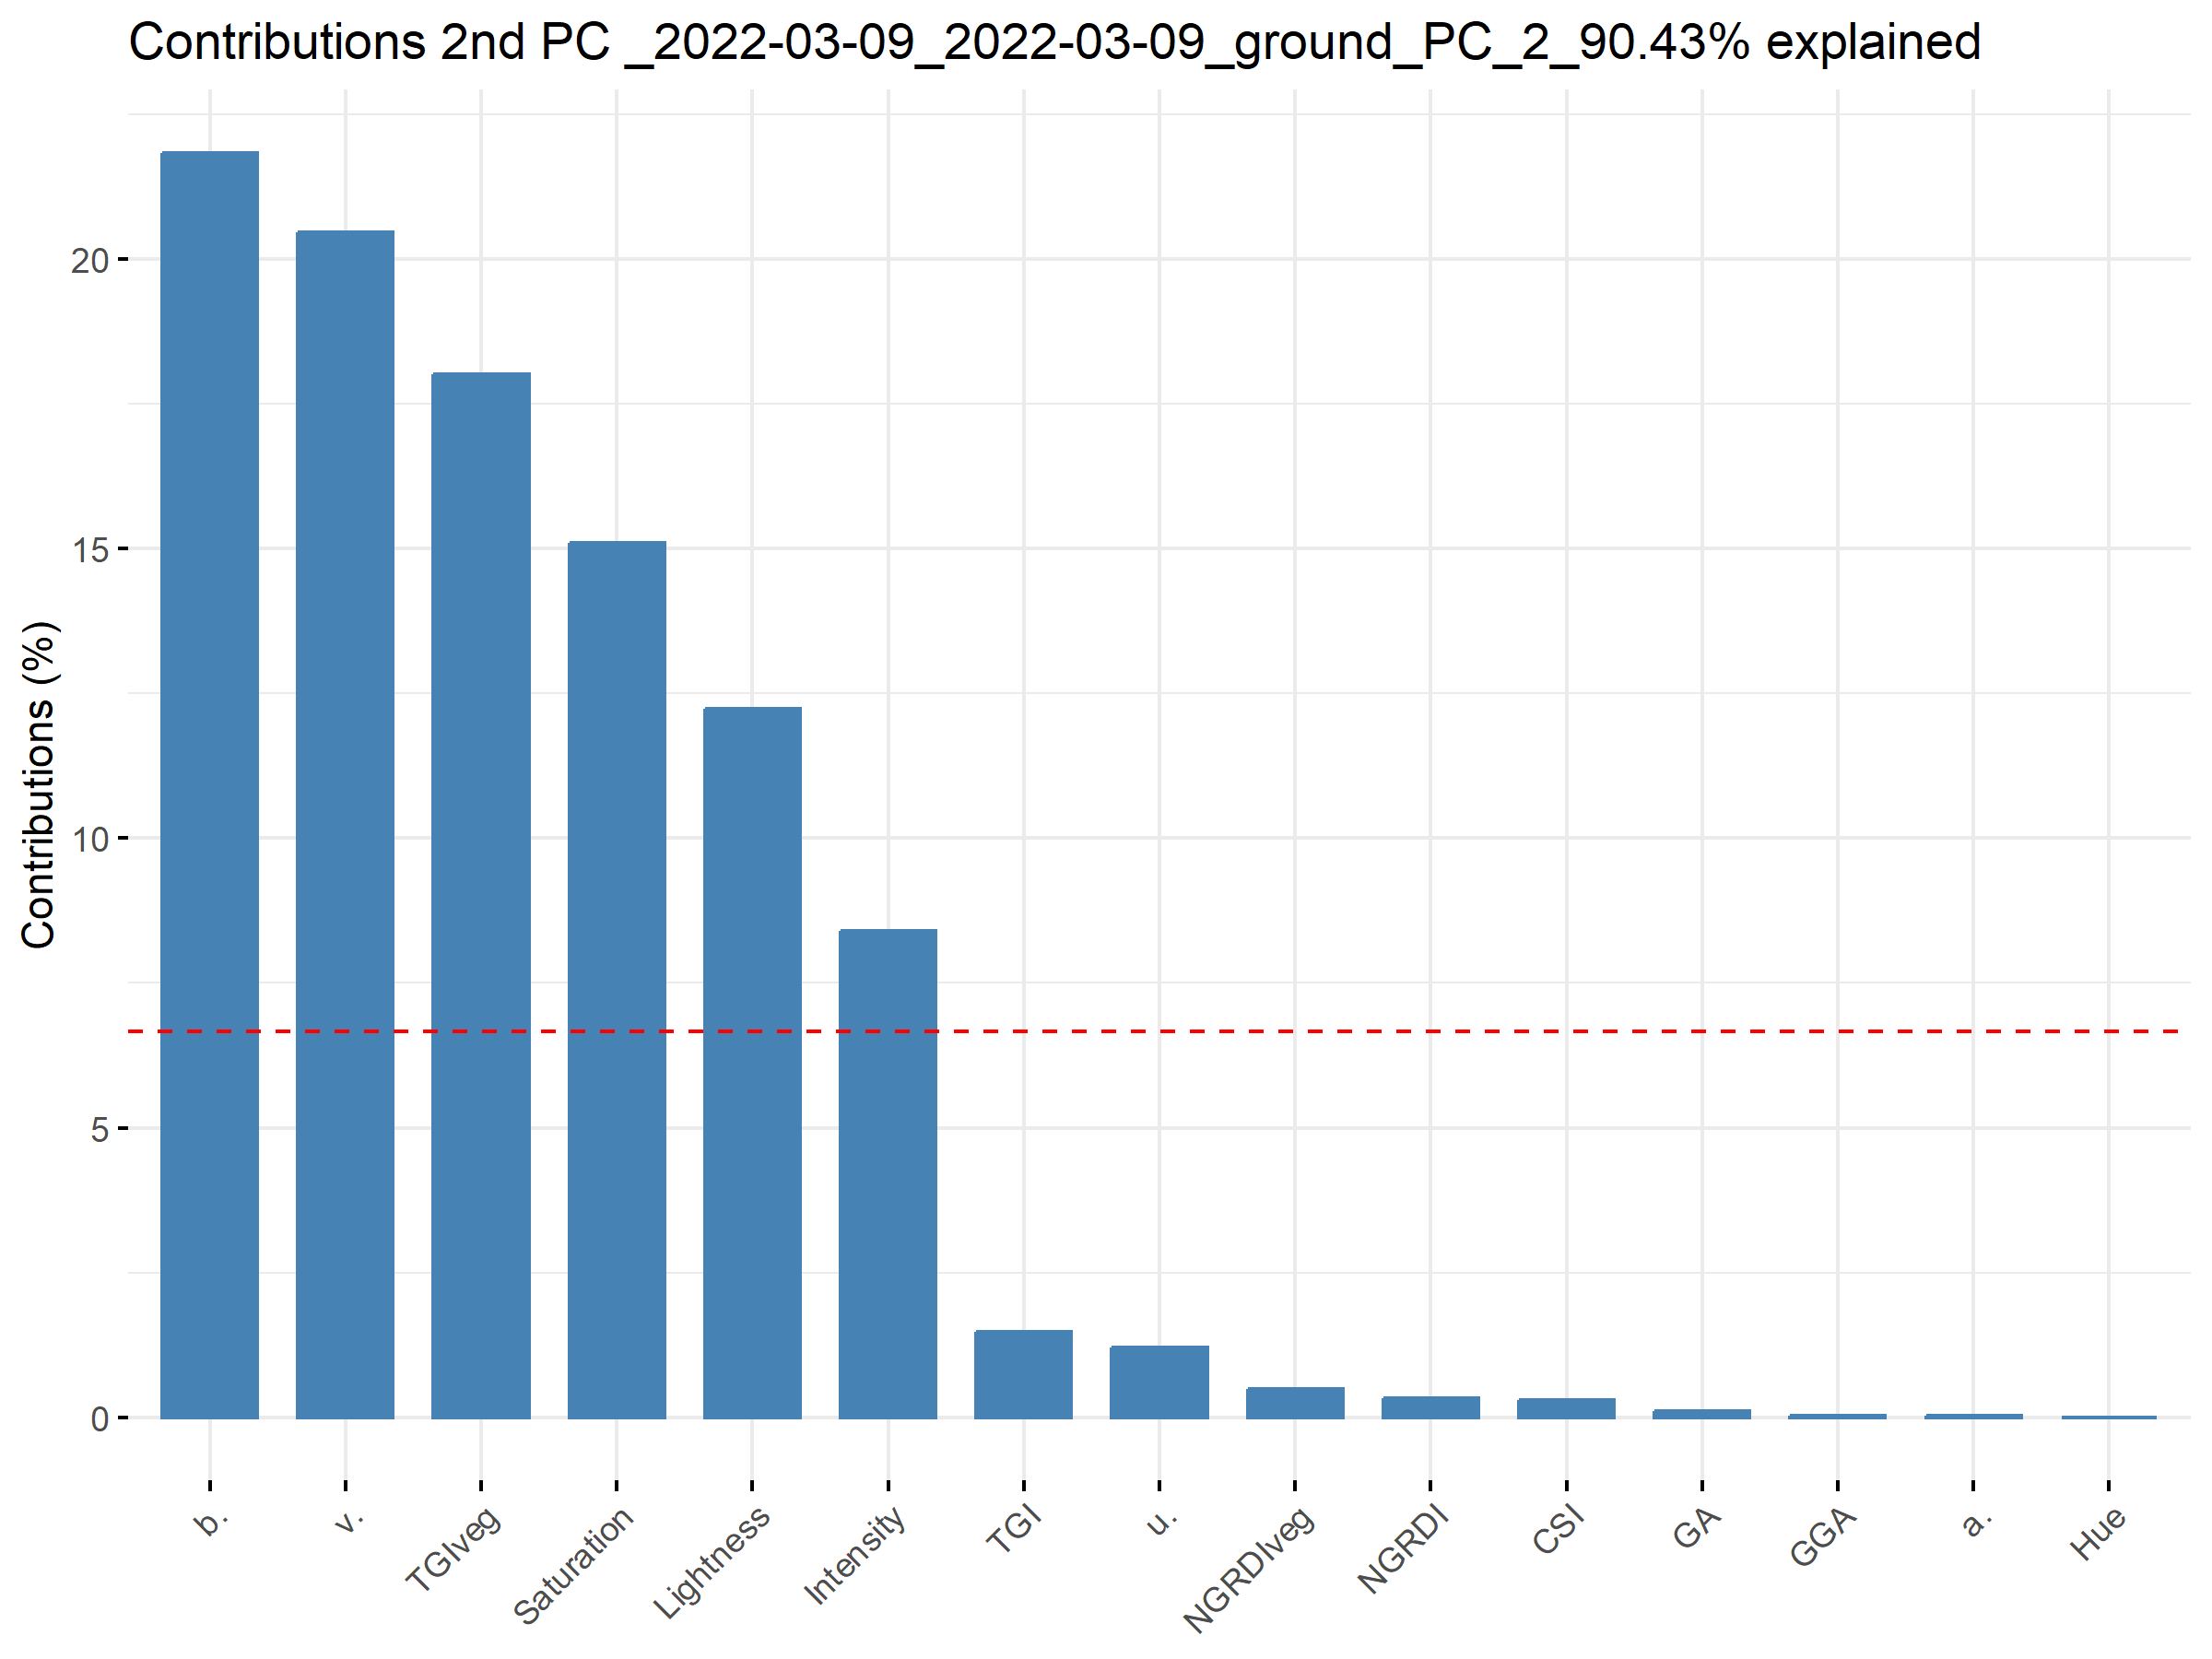 Contributions 2nd PC _2022-03-09_2022-03-09_ground_PC_2_90.43% explained
Contributions (%)
20
15
10
5
0
b.
v.
TGIveg
Saturation
Lightness
Intensity
TGI
u.
NGRDIveg
NGRDI
CSI
GA
GGA
a.
Hue